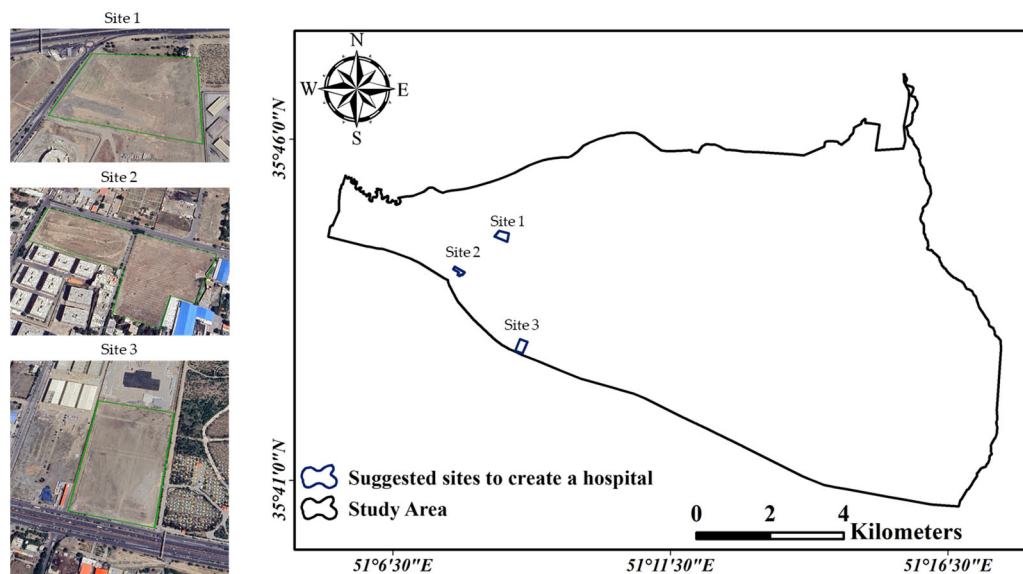 Site 1
Site 2
Site 3
N
W
E
S
35°46'0"N
35°41'0"N
Site 1
Site 2
Site 3
Suggested sites to create a hospital
Study Area
0
2
4
Kilometers
51°6'30"E
51°11'30"E
51°16'30"E